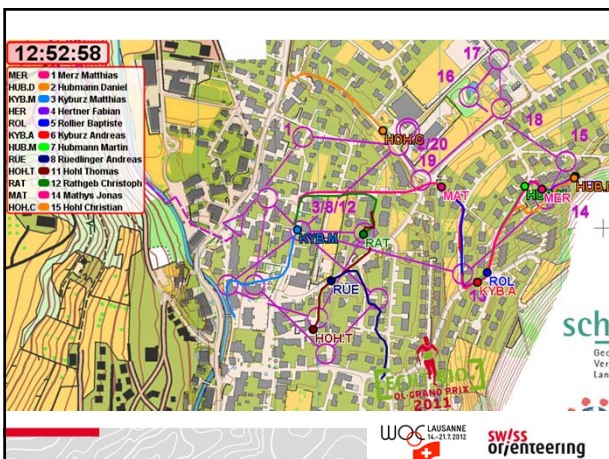 12:52:58
MER 1 Merz Matthias
HUB.D 2 Hubmann Daniel
KYB.M 3 Kyburz Matthias
HER 4 Hertner Fabian
ROL 5 Rollier Baptiste
KYB.A 6 Kyburz Andreas
HUB.M 7 Hubmann Martin
RÜE 8 Rüedlinger Andreas
HOH.T 11 Hohl Thomas
RAT 12 Rathgeb Christoph
MAT 14 Mathys Jonas
HOH.C 15 Hohl Christian
17
16
18
1
HOH.C
/20
19
15
MAT
MER
3/8/12
14
KYB.M
RAT
ROL
RUE
KYB.A
HOH.T
sch
Geo
Ver
Lan
OL-GRAND PRIX
2011
WOC LAUSANNE
14.-21.7.2012
swiss
orienteering